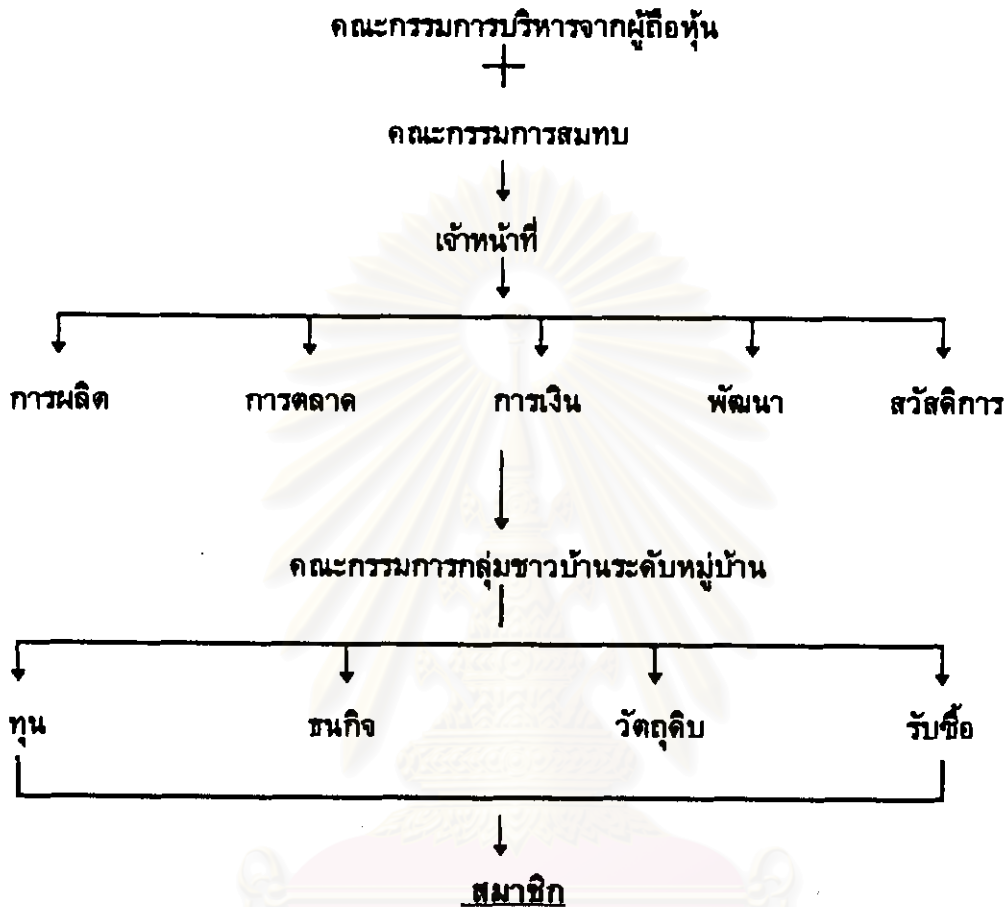 คณะกรรมการบริหารจากผู้ถือหุ้น
คณะกรรมการสมทบ
เจ้าหน้าที่
การผลิต การตลาด การเงิน พัฒนา สวัสดิการ
คณะกรรมการกลุ่มชาวบ้านระดับหมู่บ้าน
ทุน ธนกิจ วัตถุดิบ รับซื้อ
สมาชิก